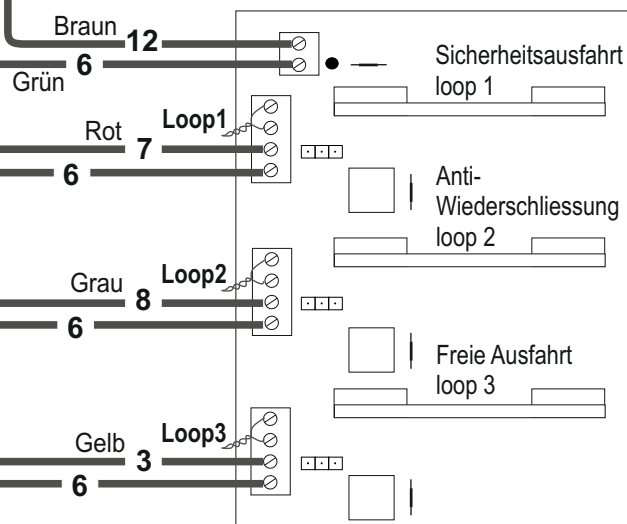 Braun 12
6
Grün
Sicherheitsausfahrt
loop 1
Rot 7 Loop1
6
Anti-
Wiederschliessung
loop 2
Grau 8 Loop2
6
Freie Ausfahrt
loop 3
Gelb 3 Loop3
6